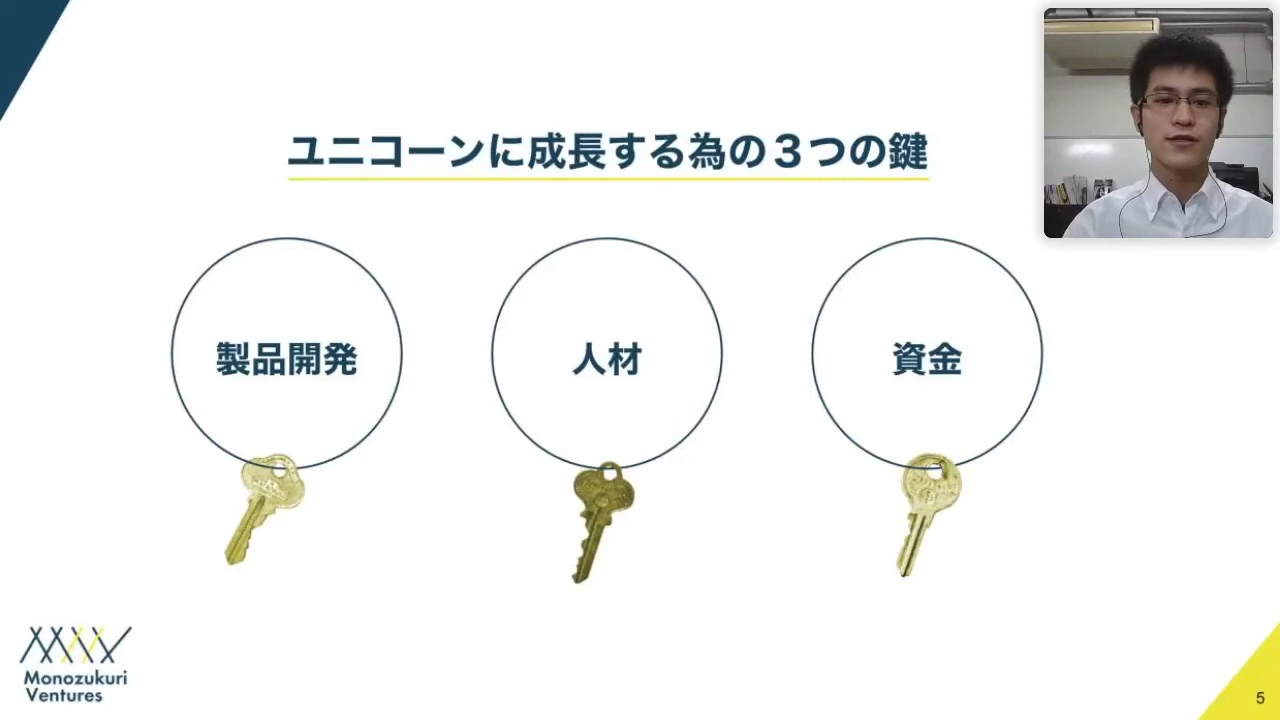 ユニコーンに成長する為の３つの鍵
製品開発
人材
資金
Monozukuri
Ventures
5